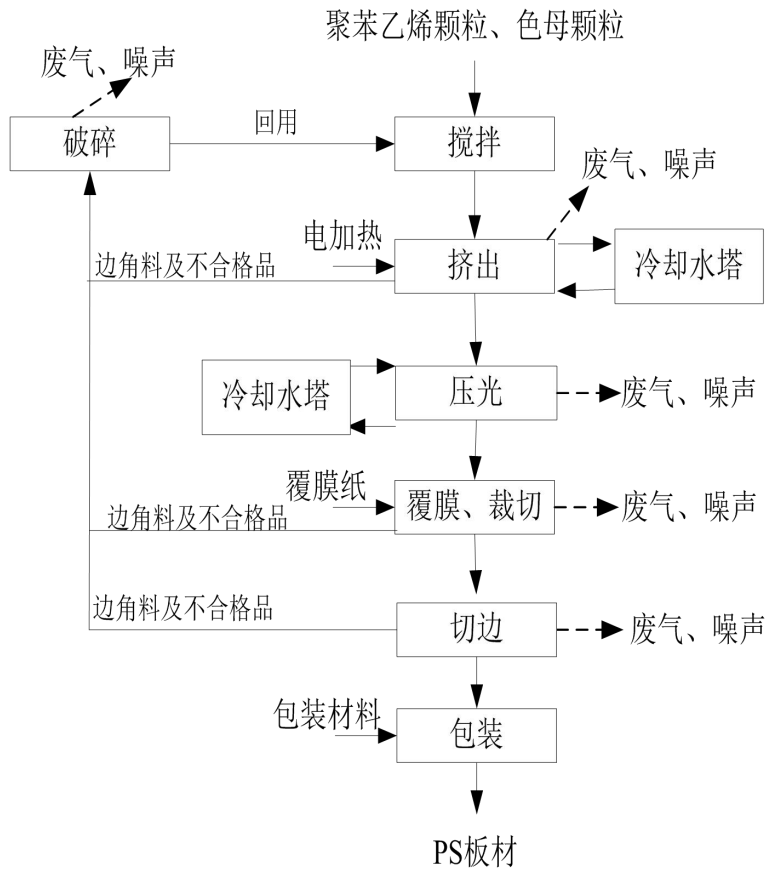 聚苯乙烯颗粒、色母颗粒
废气、噪声
破碎
回用
搅拌
废气、噪声
电加热
边角料及不合格品
挤出
冷却水塔
冷却水塔
压光
废气、噪声
覆膜纸
边角料及不合格品
覆膜、裁切
废气、噪声
边角料及不合格品
切边
废气、噪声
包装材料
包装
PS板材